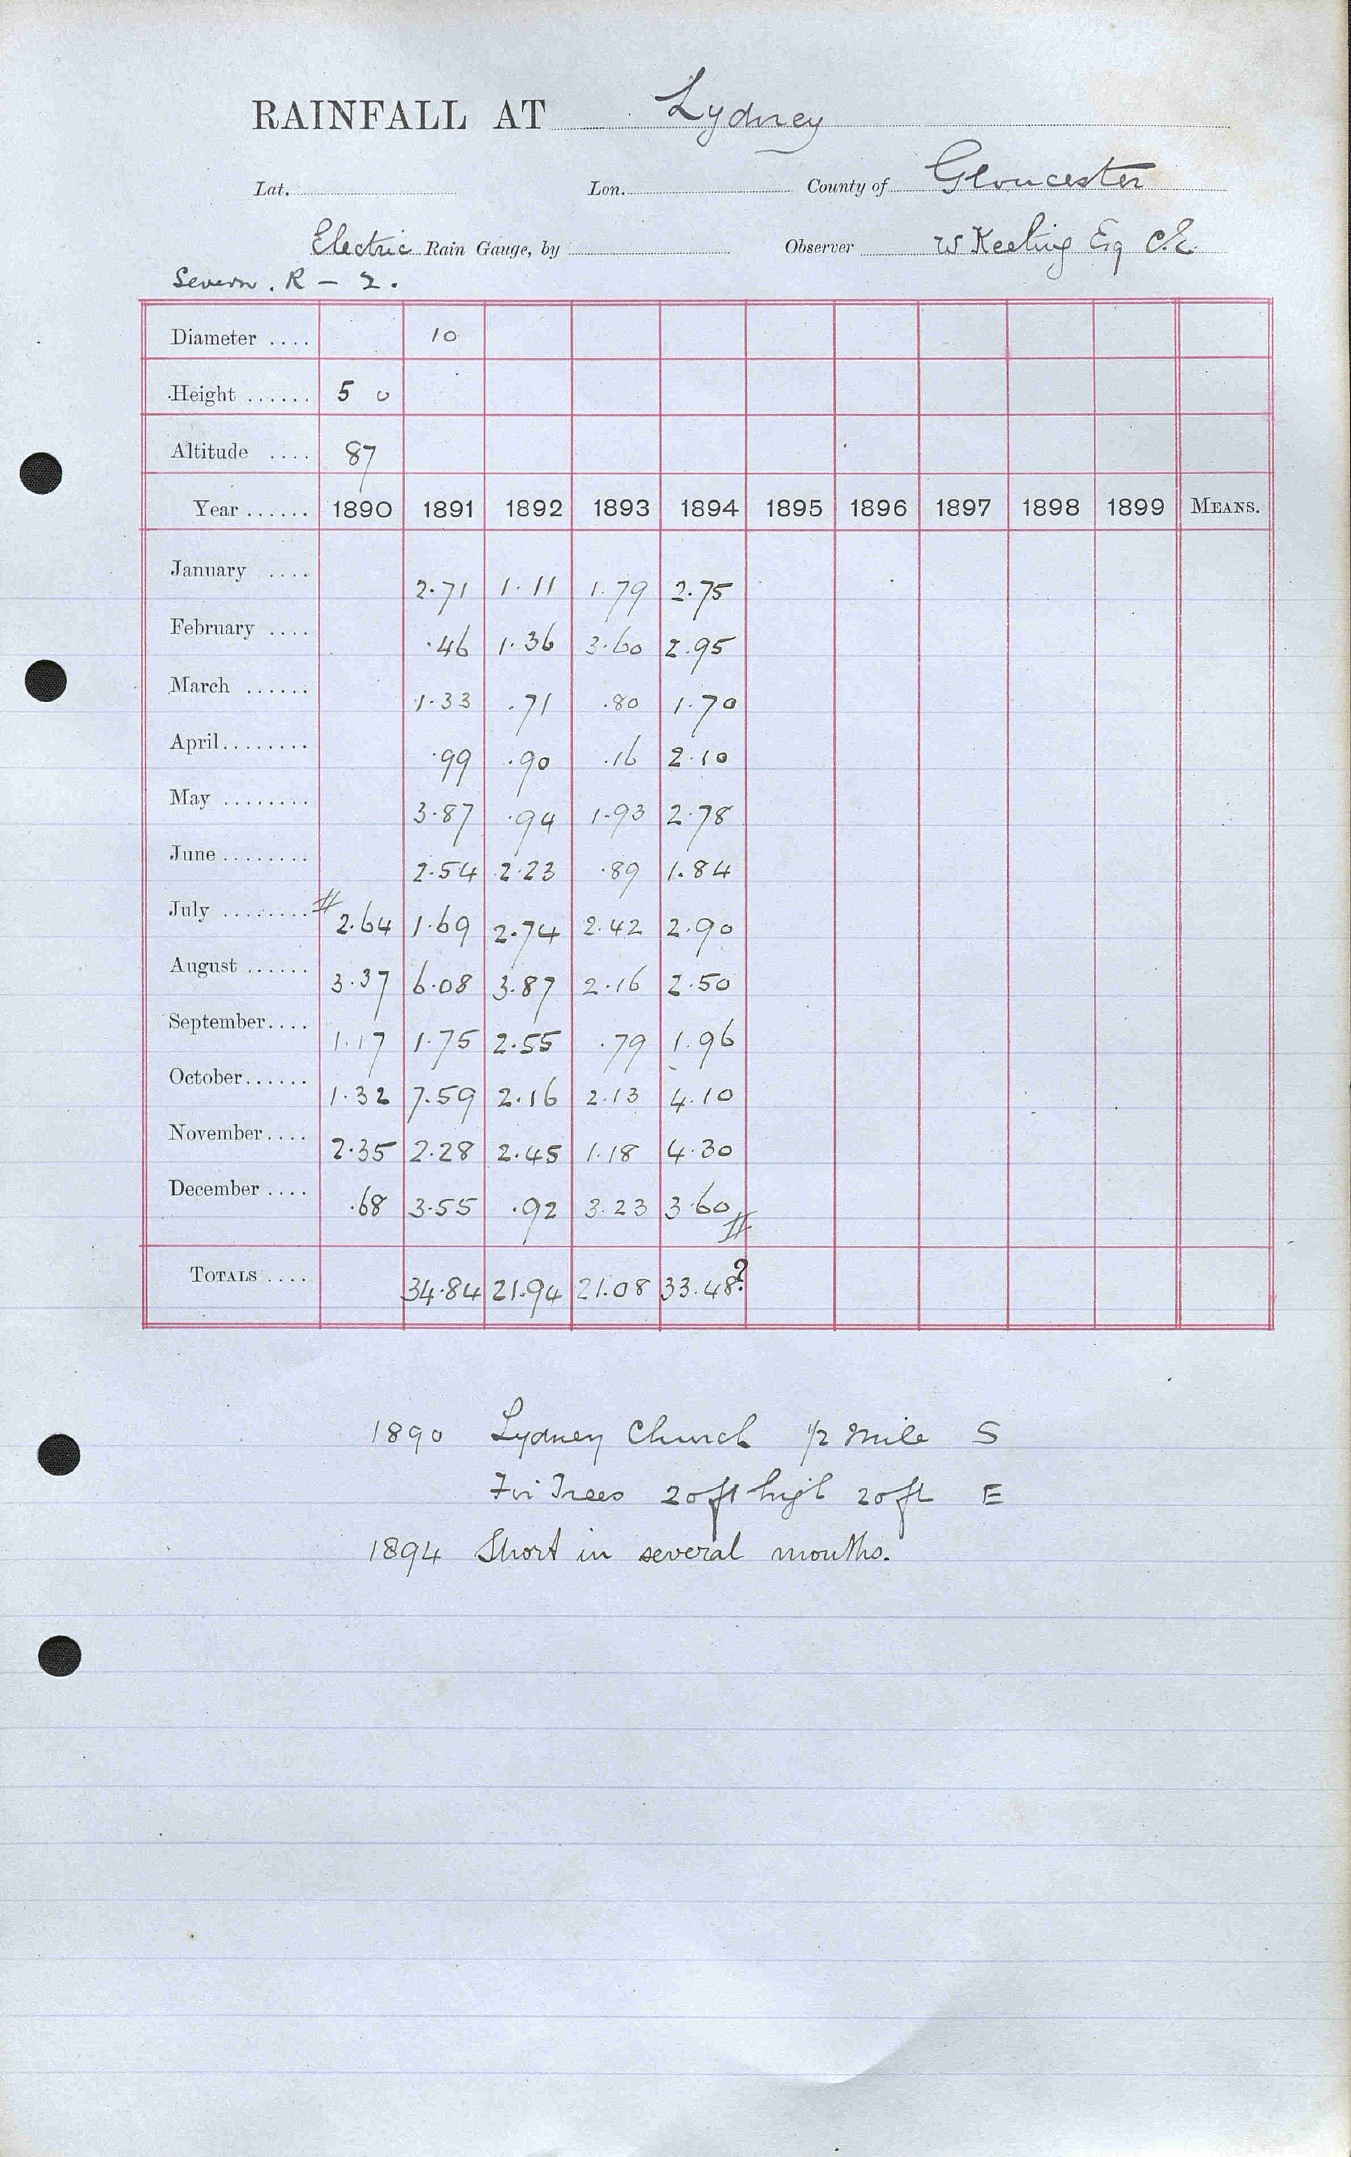 RAINFALL AT Lydney
Lat. Lon. County of Gloucester
Electric Rain Gauge, by Observer W Keeling Esq C.E.
Severn. R - 2.
Diameter .... 10
Height ...... 5 0
Altitude .... 87
Year ...... 1890 1891 1892 1893 1894 1895 1896 1897 1898 1899 MEANS.
January .... 2.71 1.11 1.79 2.75
February .... .46 1.36 3.60 2.95
March ...... 1.33 .71 .80 1.70
April........ .99 .90 .16 2.10
May ........ 3.87 .94 1.93 2.78
June ........ 2.54 2.23 .89 1.84
July ........ # 2.64 1.69 2.74 2.42 2.90
August ...... 3.37 6.08 3.87 2.16 2.50
September.... 1.17 1.75 2.55 .79 1.96
October...... 1.32 7.59 2.16 2.13 4.10
November.... 2.35 2.28 2.45 1.18 4.30
December .... .68 3.55 .92 3.23 3.60 #
TOTALS .... 34.84 21.94 21.08 33.48?
1890 Lydney Church 1/2 Mile S
Fir Trees 20ft high 20ft E
1894 Short in several months.